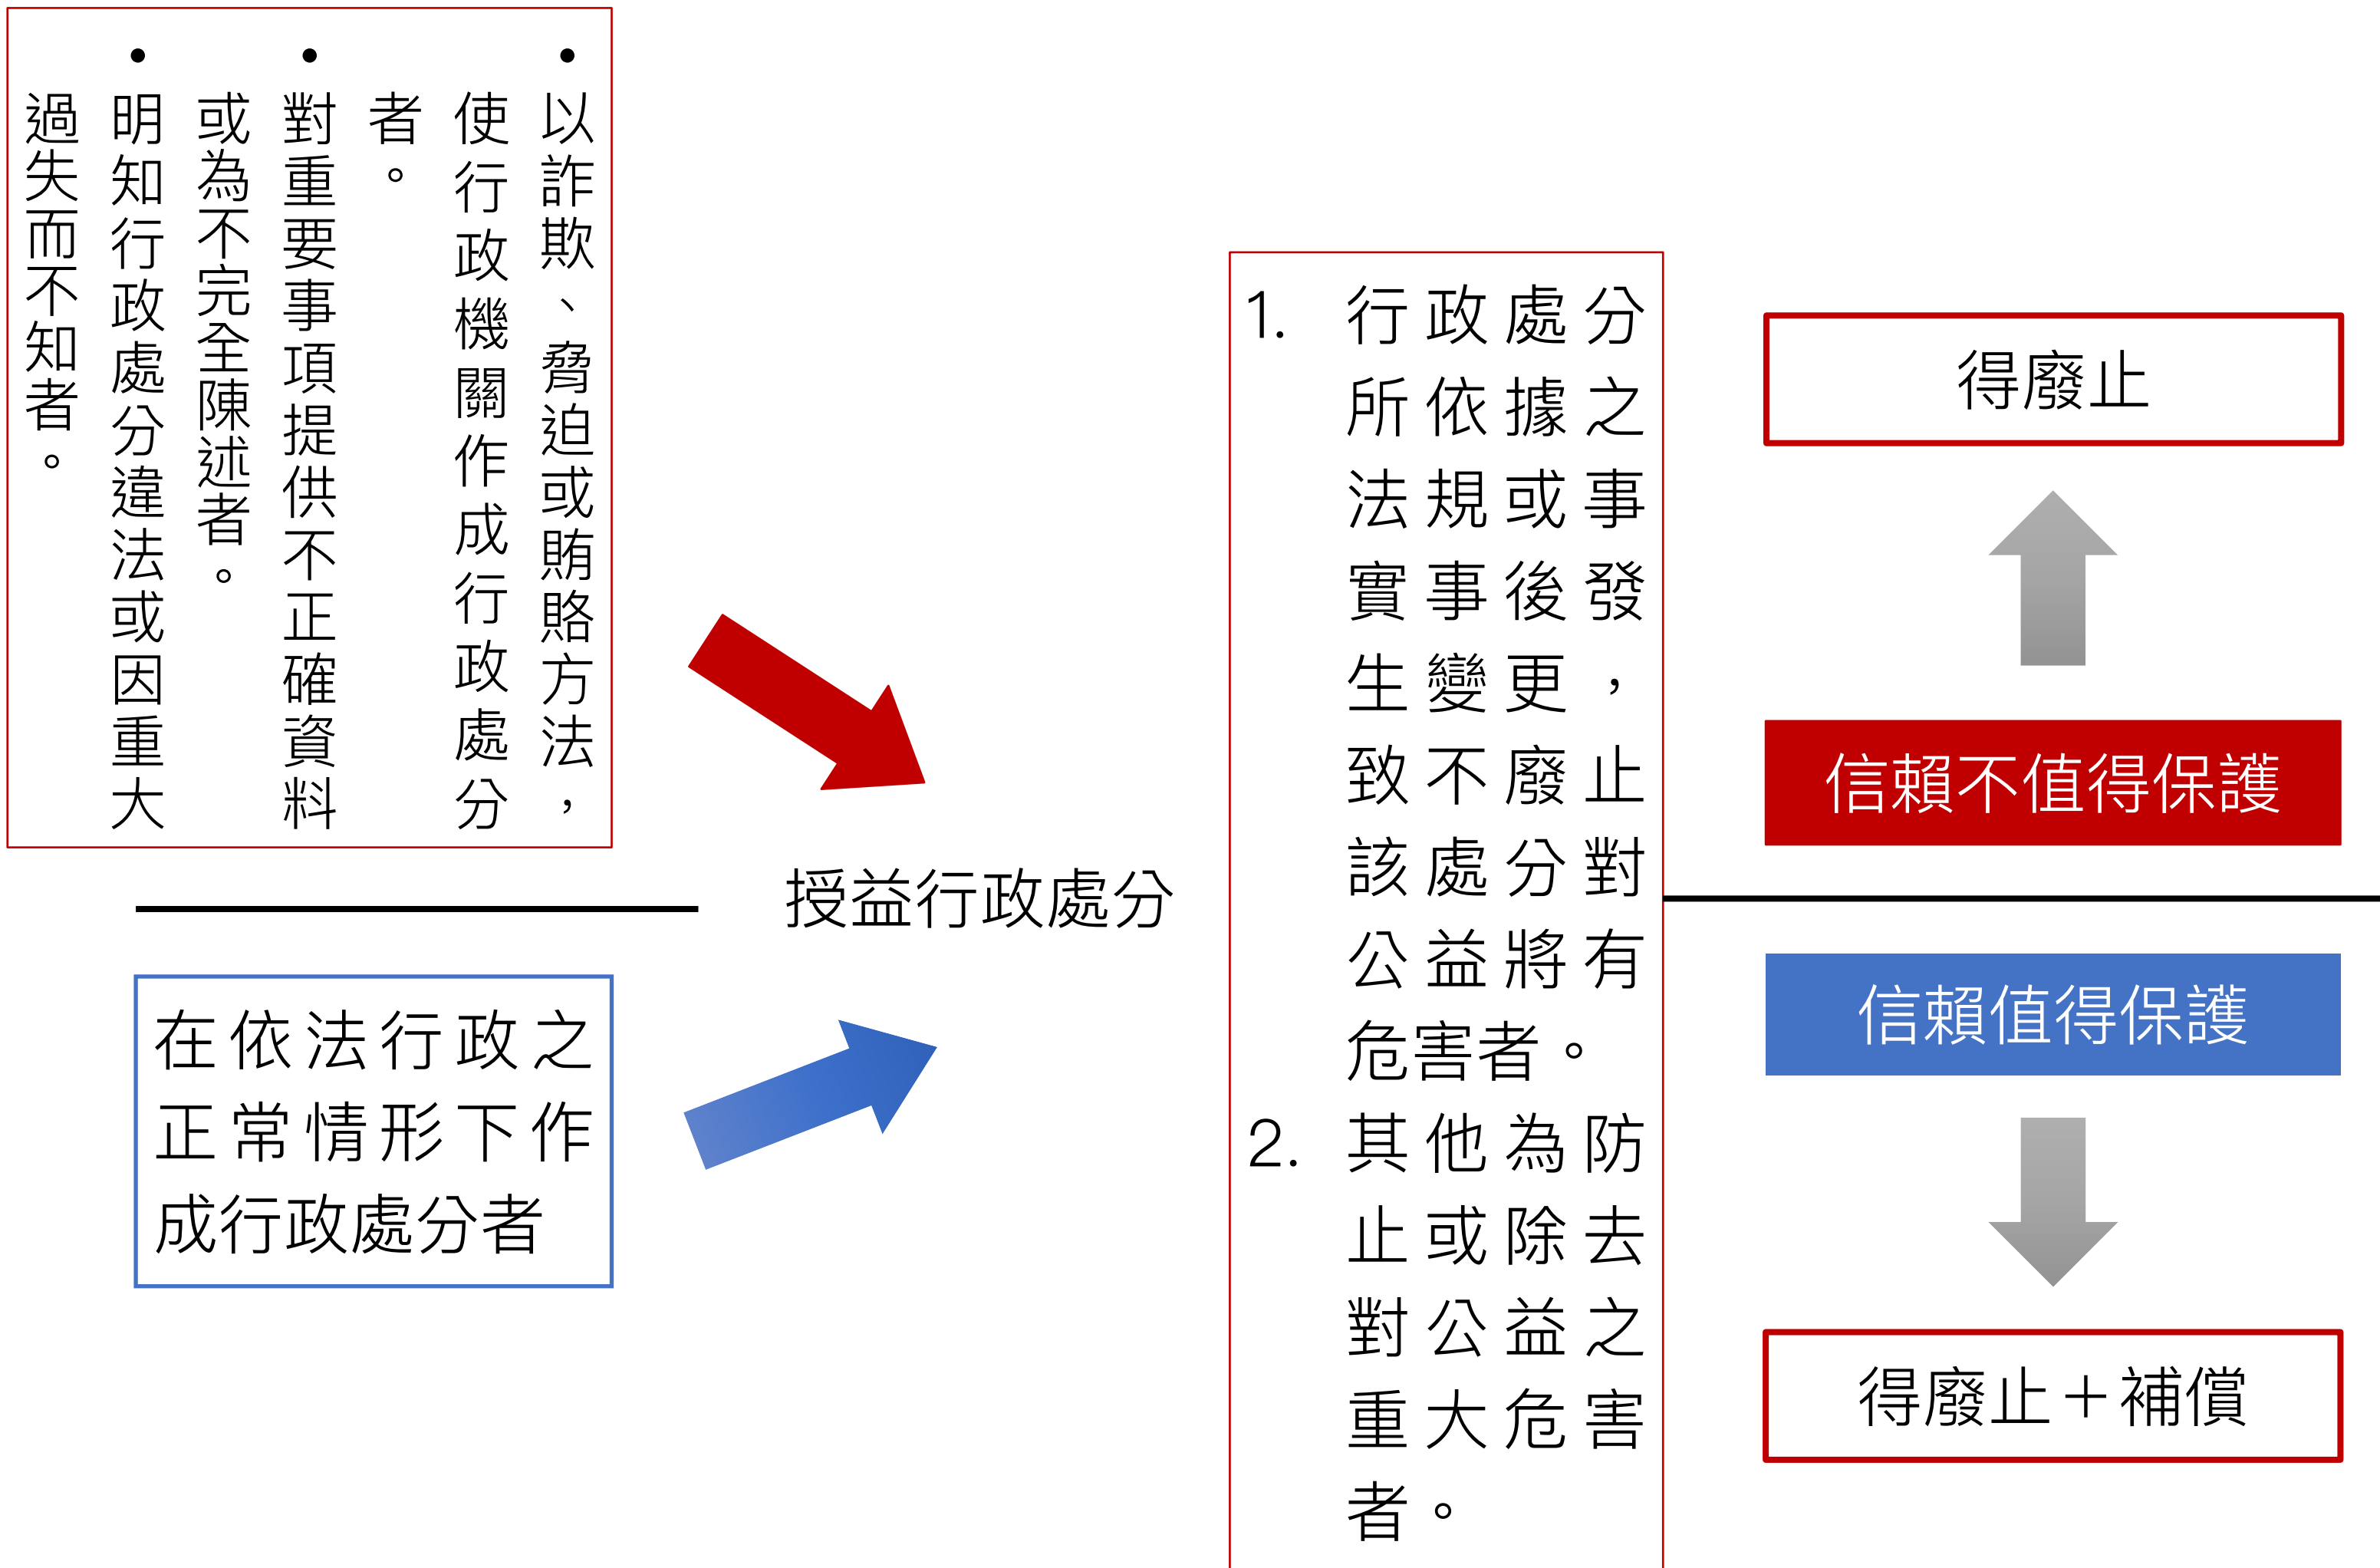 • 以詐欺、脅迫或賄賂方法，
使行政機關作成行政處分
者。
• 對重要事項提供不正確資料
或為不完全陳述者。
• 明知行政處分違法或因重大
過失而不知者。
在依法行政之
正常情形下作
成行政處分者
授益行政處分
1. 行政處分
所依據之
法規或事
實事後發
生變更，
致不廢止
該處分對
公益將有
危害者。
2. 其他為防
止或除去
對公益之
重大危害
者。
得廢止
信賴不值得保護
信賴值得保護
得廢止＋補償